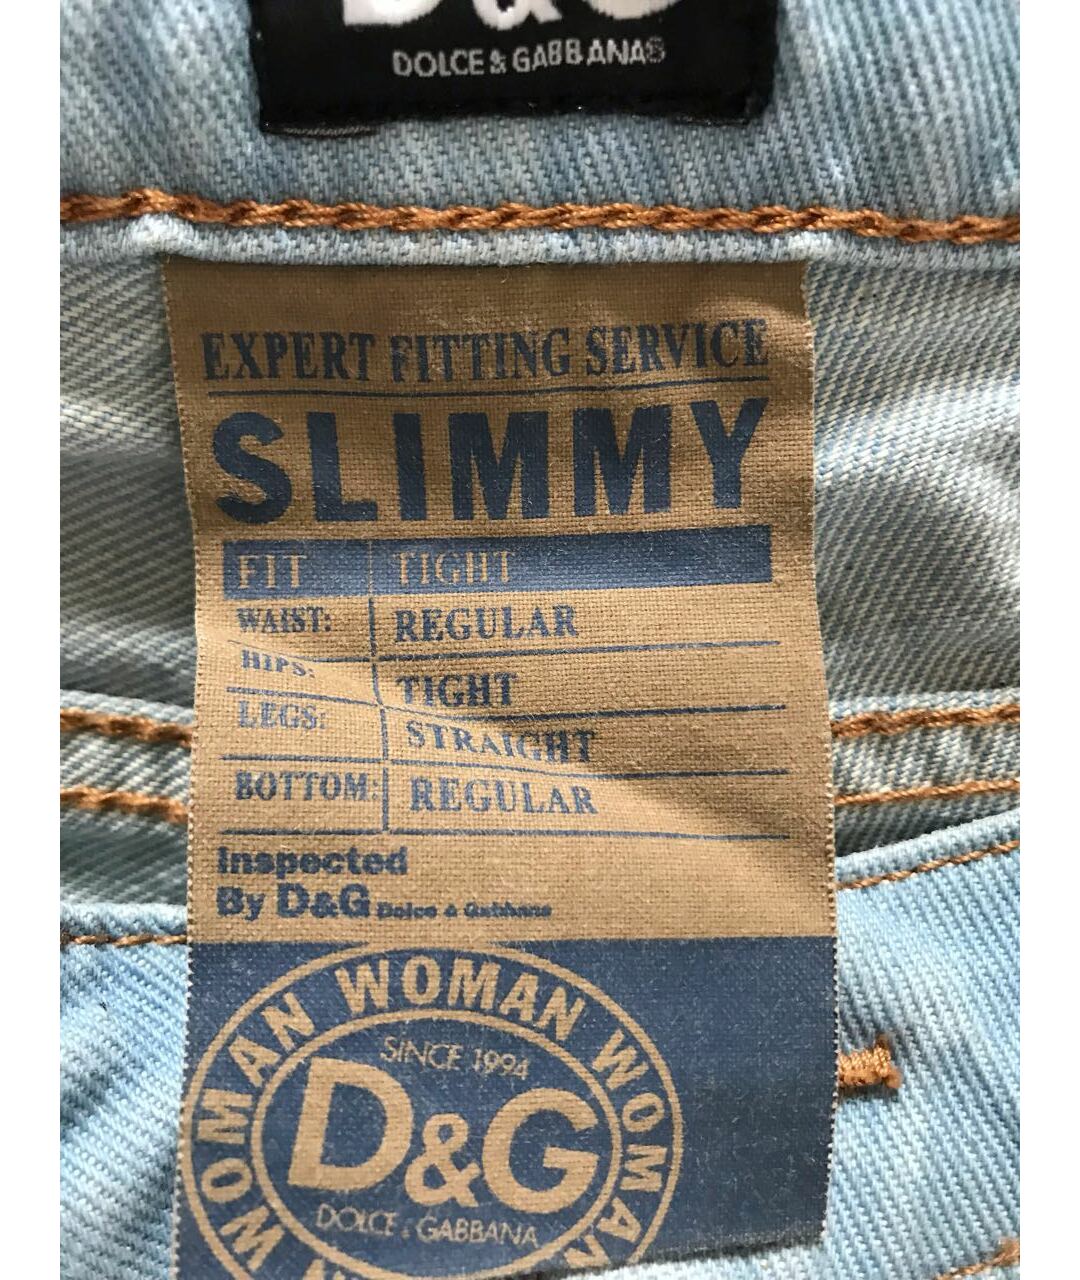 D&G
DOLCE & GABBANA®
EXPERT FITTING SERVICE
SLIMMY
FIT TIGHT
WAIST: REGULAR
HIPS: TIGHT
LEGS: STRAIGHT
BOTTOM: REGULAR
Inspected
By D&G Dolce & Gabbana
WOMAN WOMAN WOMAN WOMAN
SINCE 1994
D&G
DOLCE & GABBANA